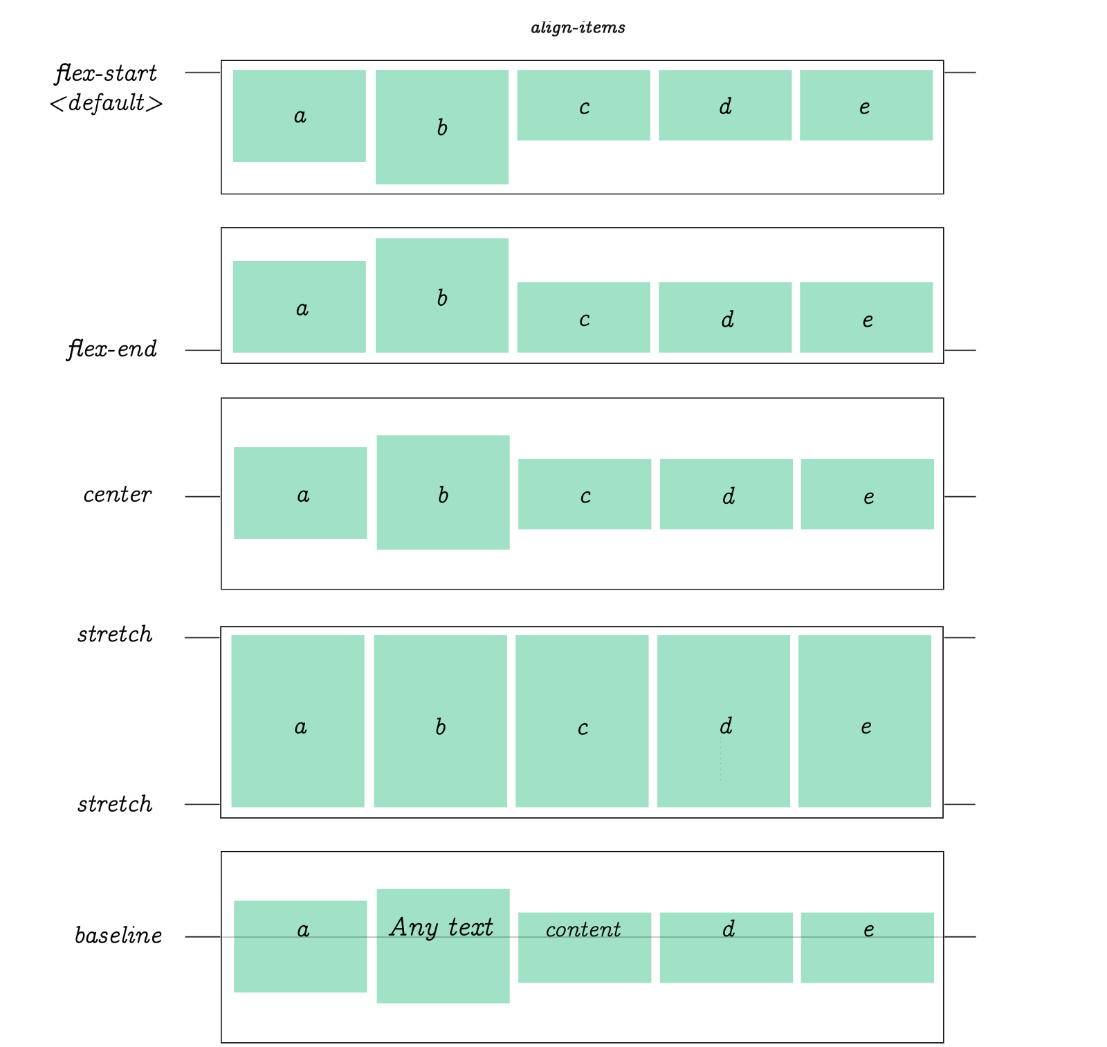 align-items
flex-start
<default>
a b c d e
a b c d e
flex-end
center a b c d e
stretch
a b c d e
stretch
baseline a Any text content d e